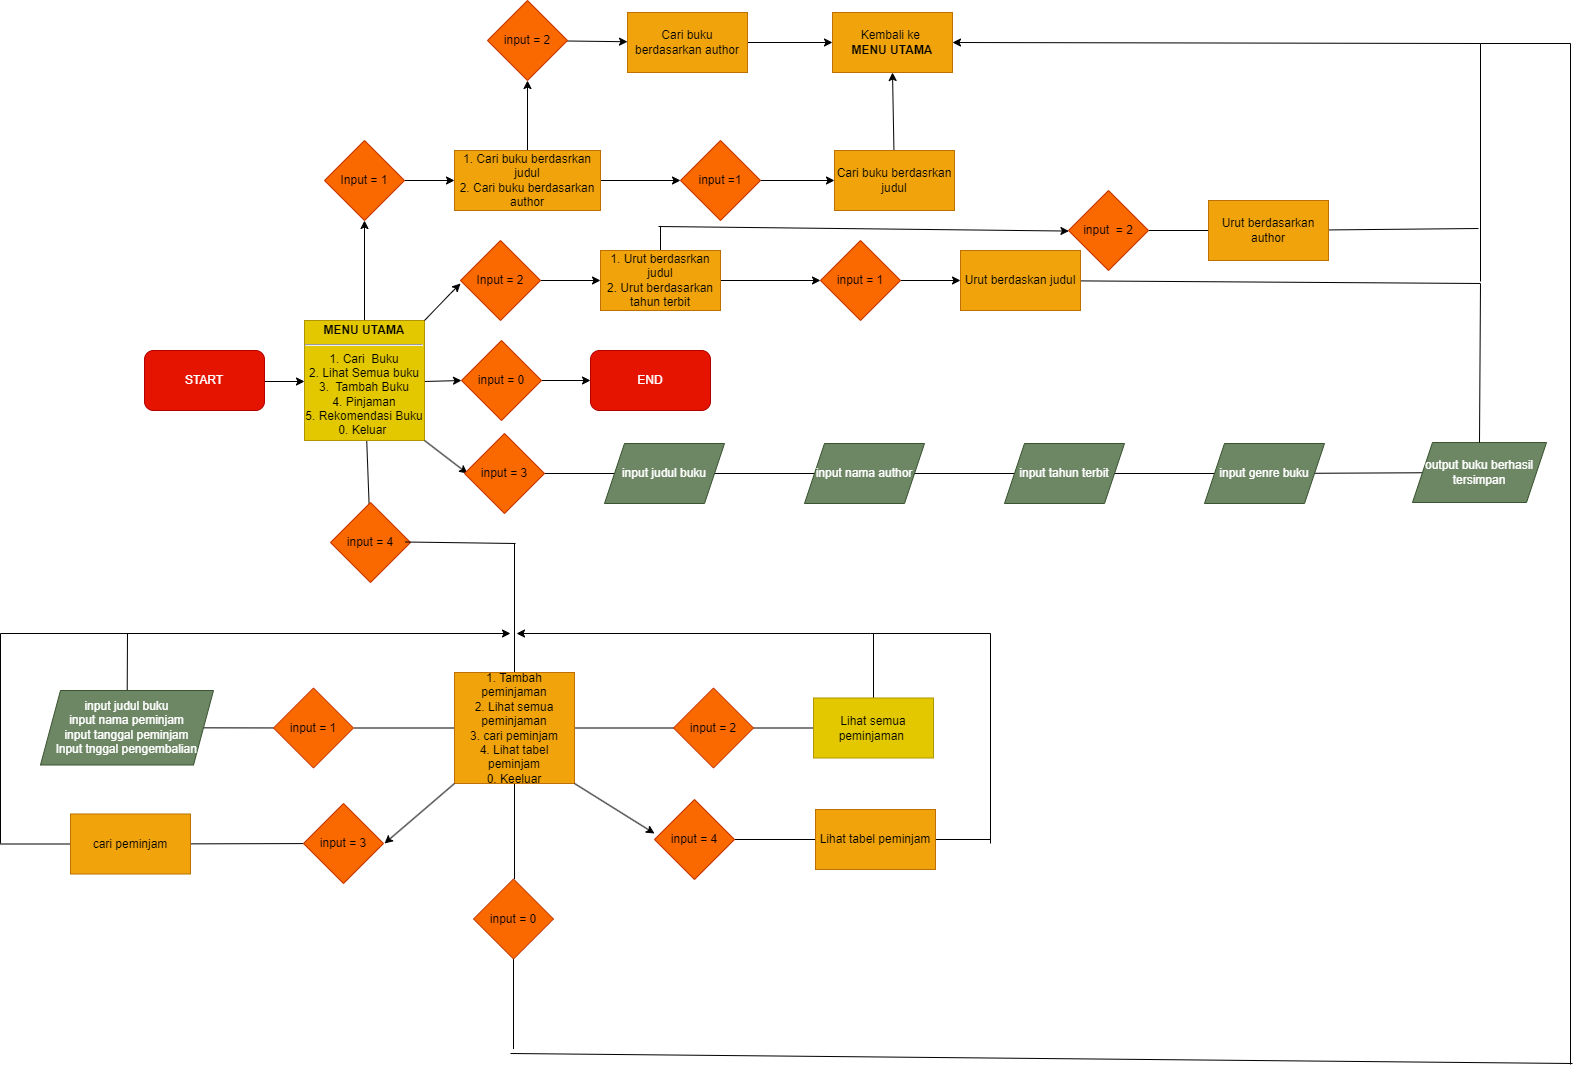 input = 2
Cari buku
berdasarkan author
Kembali ke
MENU UTAMA
Input = 1
1. Cari buku berdasrkan
judul
2. Cari buku berdasarkan
author
input =1
Cari buku berdasrkan
judul
input  = 2
Urut berdasarkan
author
Input = 2
1. Urut berdasrkan
judul
2. Urut berdasarkan
tahun terbit
input = 1
Urut berdaskan judul
START
MENU UTAMA
1. Cari  Buku
2. Lihat Semua buku
3.  Tambah Buku
4. Pinjaman
5. Rekomendasi Buku
0. Keluar
input = 0
END
input = 3
input judul buku
input nama author
input tahun terbit
input genre buku
output buku berhasil
tersimpan
input = 4
input judul buku
input nama peminjam
input tanggal peminjam
Input tnggal pengembalian
input = 1
1. Tambah
peminjaman
2. Lihat semua
peminjaman
3. cari peminjam
4. Lihat tabel
peminjam
0. Keeluar
input = 2
Lihat semua
peminjaman
cari peminjam
input = 3
input = 4
Lihat tabel peminjam
input = 0